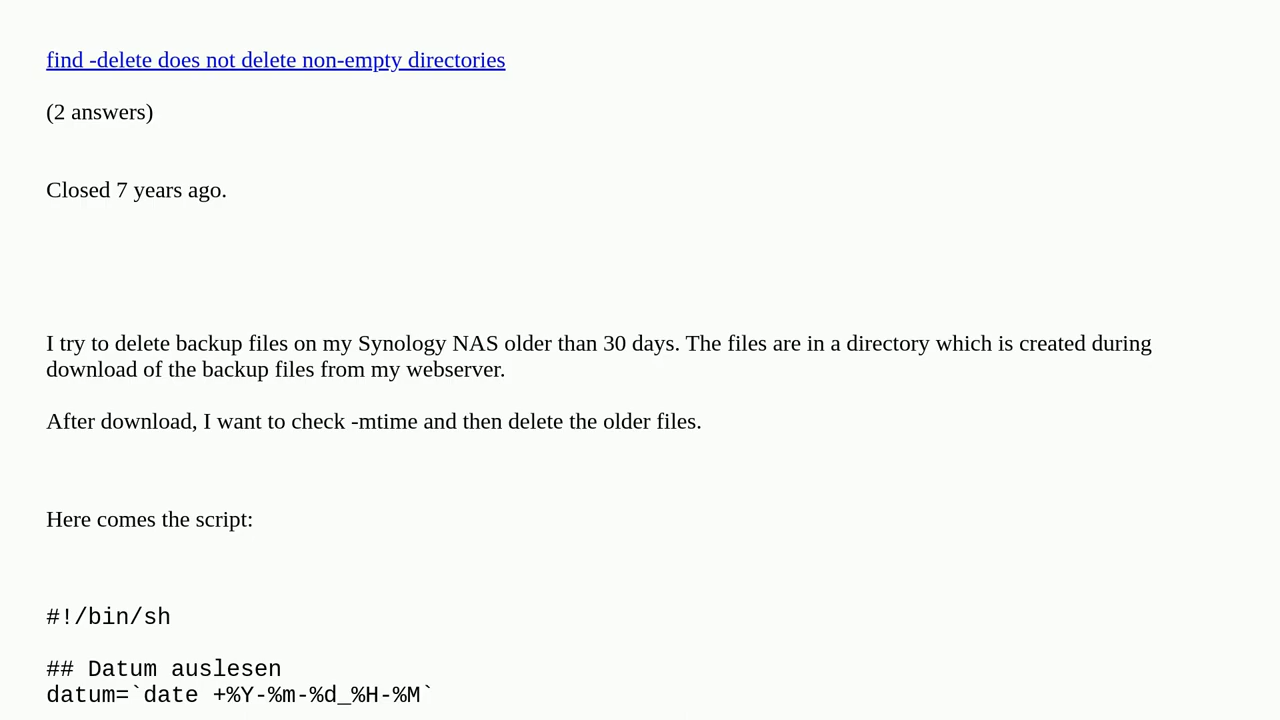 find -delete does not delete non-empty directories
(2 answers)
Closed 7 years ago.
I try to delete backup files on my Synology NAS older than 30 days. The files are in a directory which is created during
download of the backup files from my webserver.
After download, I want to check -mtime and then delete the older files.
Here comes the script:
#!/bin/sh
## Datum auslesen
datum=`date +%Y-%m-%d_%H-%M`